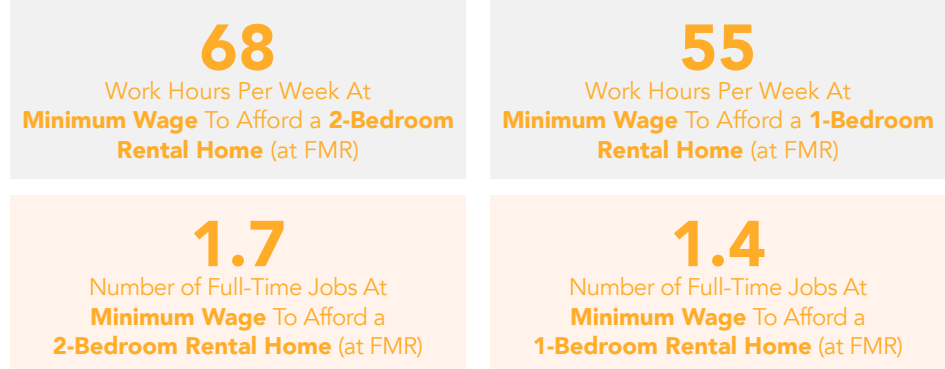 68
Work Hours Per Week At
Minimum Wage To Afford a 2-Bedroom
Rental Home (at FMR)
55
Work Hours Per Week At
Minimum Wage To Afford a 1-Bedroom
Rental Home (at FMR)
1.7
Number of Full-Time Jobs At
Minimum Wage To Afford a
2-Bedroom Rental Home (at FMR)
1.4
Number of Full-Time Jobs At
Minimum Wage To Afford a
1-Bedroom Rental Home (at FMR)